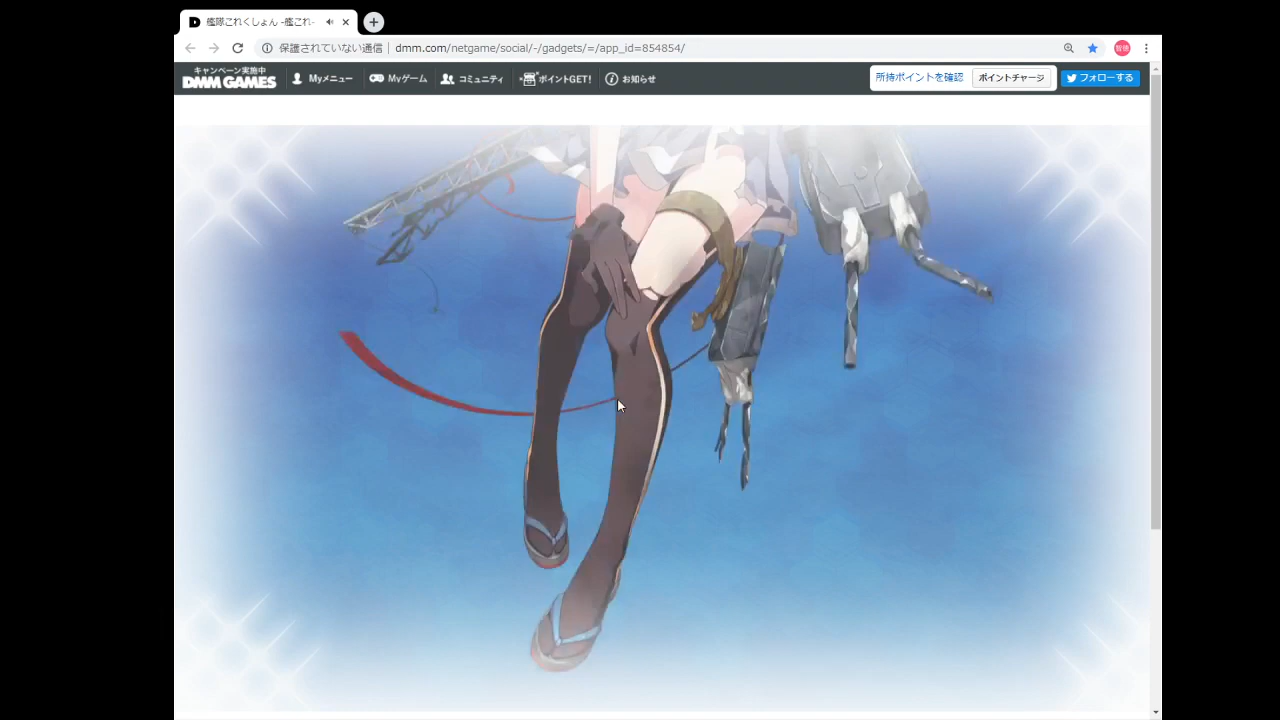 艦隊これくしょん -艦これ-
保護されていない通信 | dmm.com/netgame/social/-/gadgets/=/app_id=854854/
キャンペーン実施中
DMM GAMES
Myメニュー
Myゲーム
コミュニティ
ポイントGET!
お知らせ
所持ポイントを確認
ポイントチャージ
フォローする